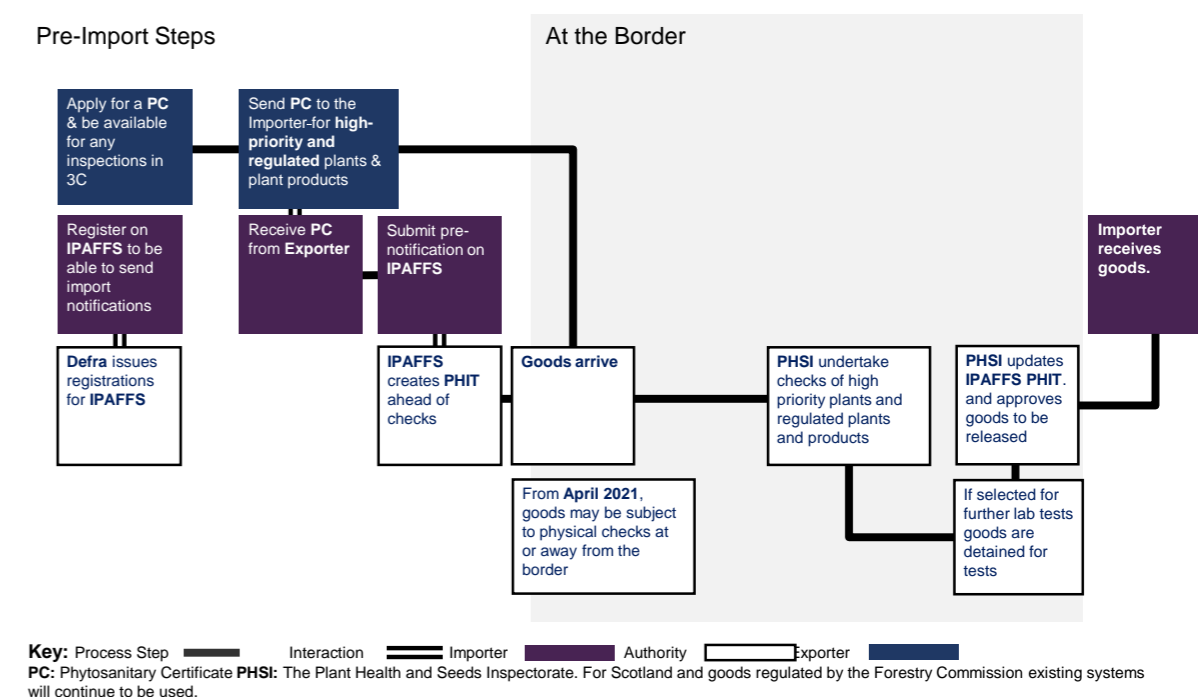 Pre-Import Steps
At the Border
Apply for a PC
& be available
for any
inspections in
3C
Send PC to the
Importer-for high-
priority and
regulated plants &
plant products
Register on
IPAFFS to be
able to send
import
notifications
Receive PC
from Exporter
Submit pre-
notification on
IPAFFS
Importer
receives
goods.
Defra issues
registrations
for IPAFFS
IPAFFS
creates PHIT
ahead of
checks
Goods arrive
PHSI undertake
checks of high
priority plants and
regulated plants
and products
PHSI updates
IPAFFS PHIT.
and approves
goods to be
released
From April 2021,
goods may be subject
to physical checks at
or away from the
border
If selected for
further lab tests
goods are
detained for
tests
Key: Process Step Interaction Importer Authority Exporter
PC: Phytosanitary Certificate PHSI: The Plant Health and Seeds Inspectorate. For Scotland and goods regulated by the Forestry Commission existing systems
will continue to be used.